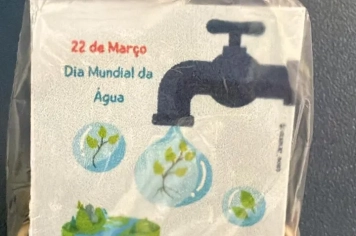 22 de Março
Dia Mundial da
Água